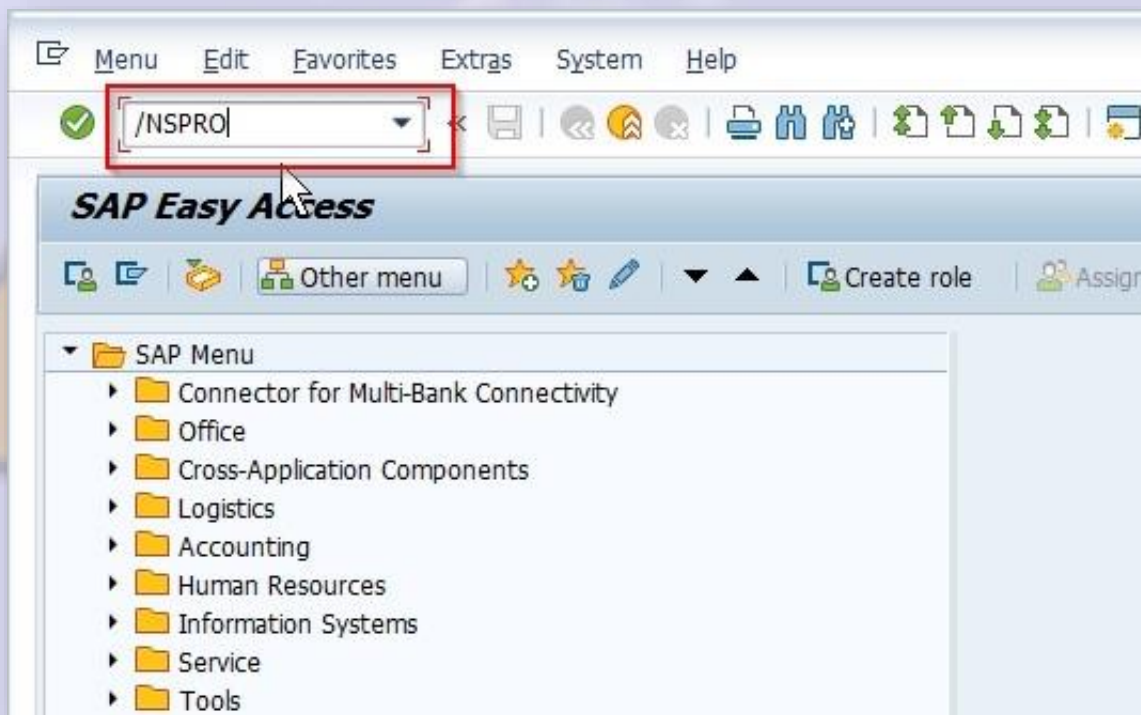 Menu Edit Favorites Extras System Help
/NSPRO
SAP Easy Access
Other menu Create role Assign
SAP Menu
Connector for Multi-Bank Connectivity
Office
Cross-Application Components
Logistics
Accounting
Human Resources
Information Systems
Service
Tools